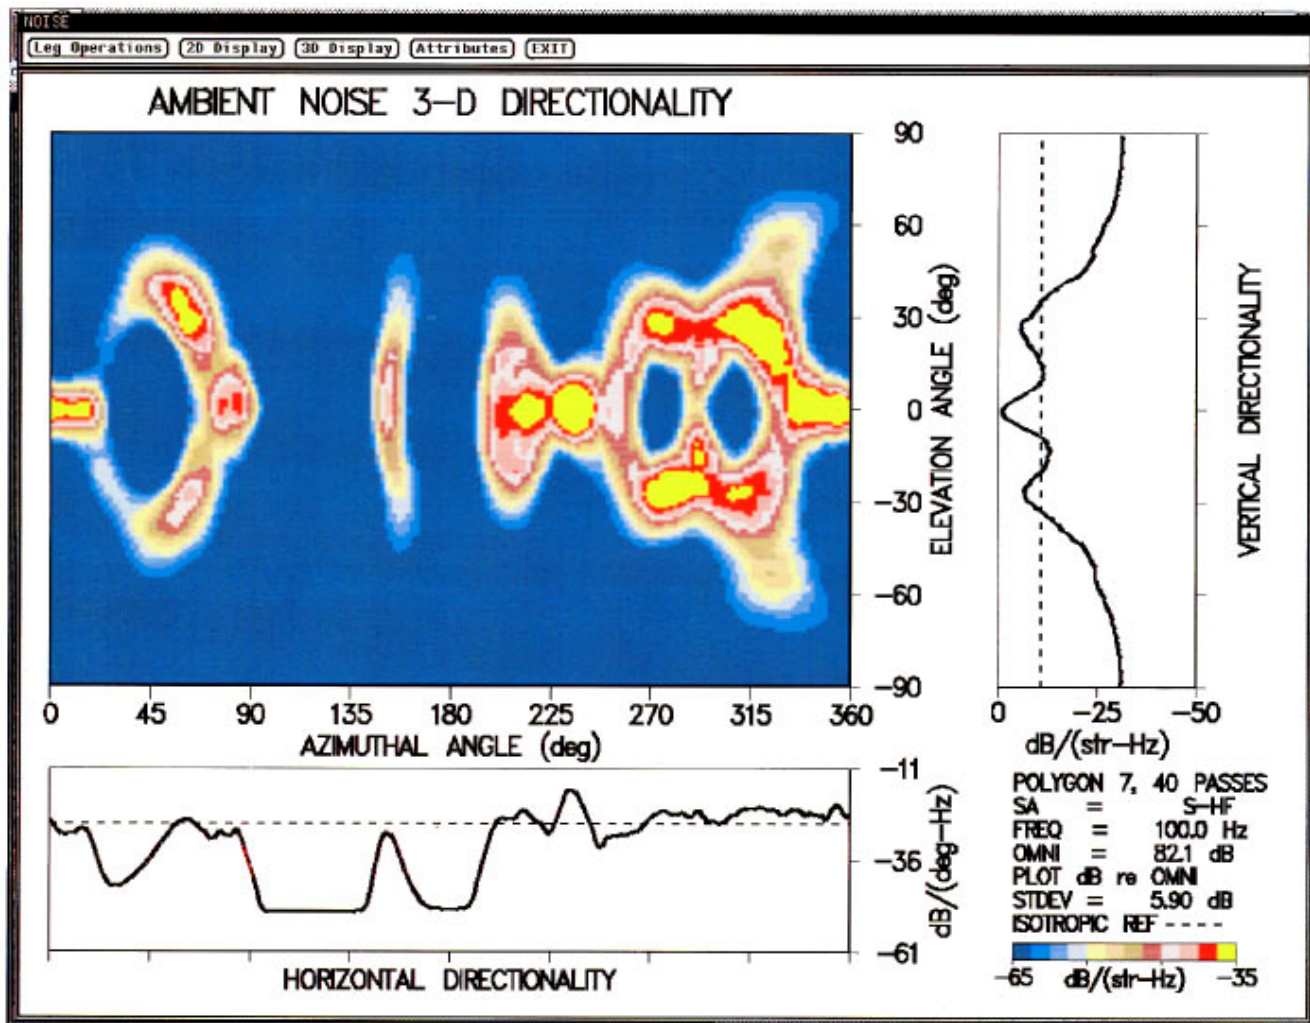 NOISE
Leg Operations 2D Display 3D Display Attributes EXIT
AMBIENT NOISE 3-D DIRECTIONALITY
90
60
30
0
-30
-60
-90
ELEVATION ANGLE (deg)
0 45 90 135 180 225 270 315 360
AZIMUTHAL ANGLE (deg)
VERTICAL DIRECTIONALITY
0 -25 -50
dB/(str-Hz)
-11
-36
-61
dB/(deg-Hz)
HORIZONTAL DIRECTIONALITY
POLYGON 7, 40 PASSES
SA = S-HF
FREQ = 100.0 Hz
OMNI = 82.1 dB
PLOT dB re OMNI
STDEV = 5.90 dB
ISOTROPIC REF ----
-65 dB/(str-Hz) -35